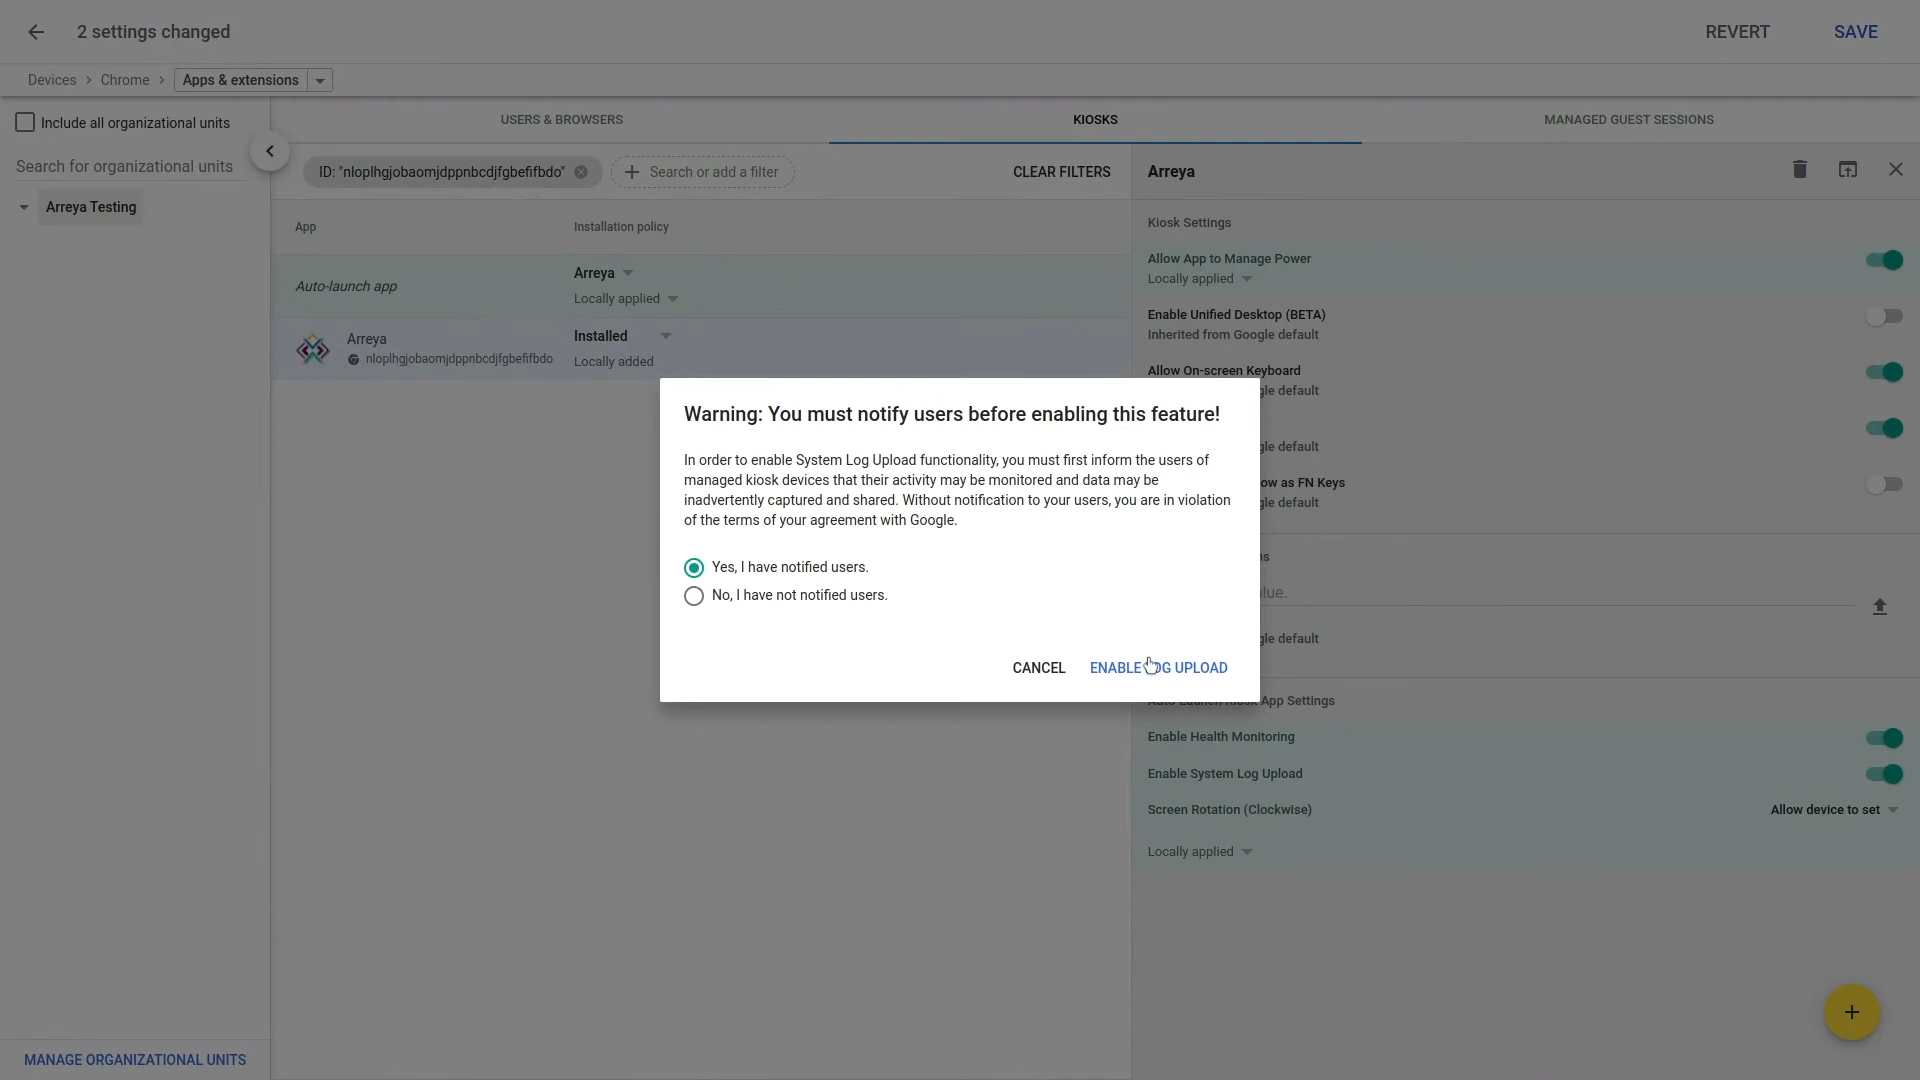 2 settings changed
REVERT
SAVE
Devices > Chrome > Apps & extensions
Include all organizational units
Search for organizational units
Arreya Testing
MANAGE ORGANIZATIONAL UNITS
USERS & BROWSERS
KIOSKS
MANAGED GUEST SESSIONS
ID: "nloplhgjobaomjdppnbcdjfgbefifbdo"
Search or add a filter
CLEAR FILTERS
App
Installation policy
Auto-launch app
Arreya
Locally applied
Arreya
nloplhgjobaomjdppnbcdjfgbefifbdo
Installed
Locally added
Warning: You must notify users before enabling this feature!
In order to enable System Log Upload functionality, you must first inform the users of
managed kiosk devices that their activity may be monitored and data may be
inadvertently captured and shared. Without notification to your users, you are in violation
of the terms of your agreement with Google.
Yes, I have notified users.
No, I have not notified users.
CANCEL
ENABLE LOG UPLOAD
Arreya
Kiosk Settings
Allow App to Manage Power
Locally applied
Enable Unified Desktop (BETA)
Inherited from Google default
Allow On-screen Keyboard
default
default
as FN Keys
default
default
Auto-Launch Kiosk App Settings
Enable Health Monitoring
Enable System Log Upload
Screen Rotation (Clockwise)
Allow device to set
Locally applied